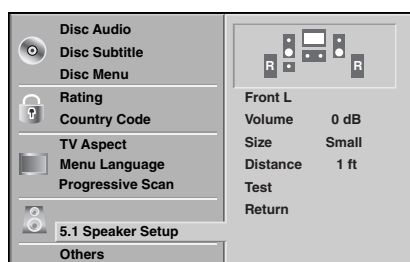 Disc Audio
Disc Subtitle
Disc Menu
Rating
Country Code
TV Aspect
Menu Language
Progressive Scan
5.1 Speaker Setup
Others
R
R
Front L
Volume 0 dB
Size Small
Distance 1 ft
Test
Return